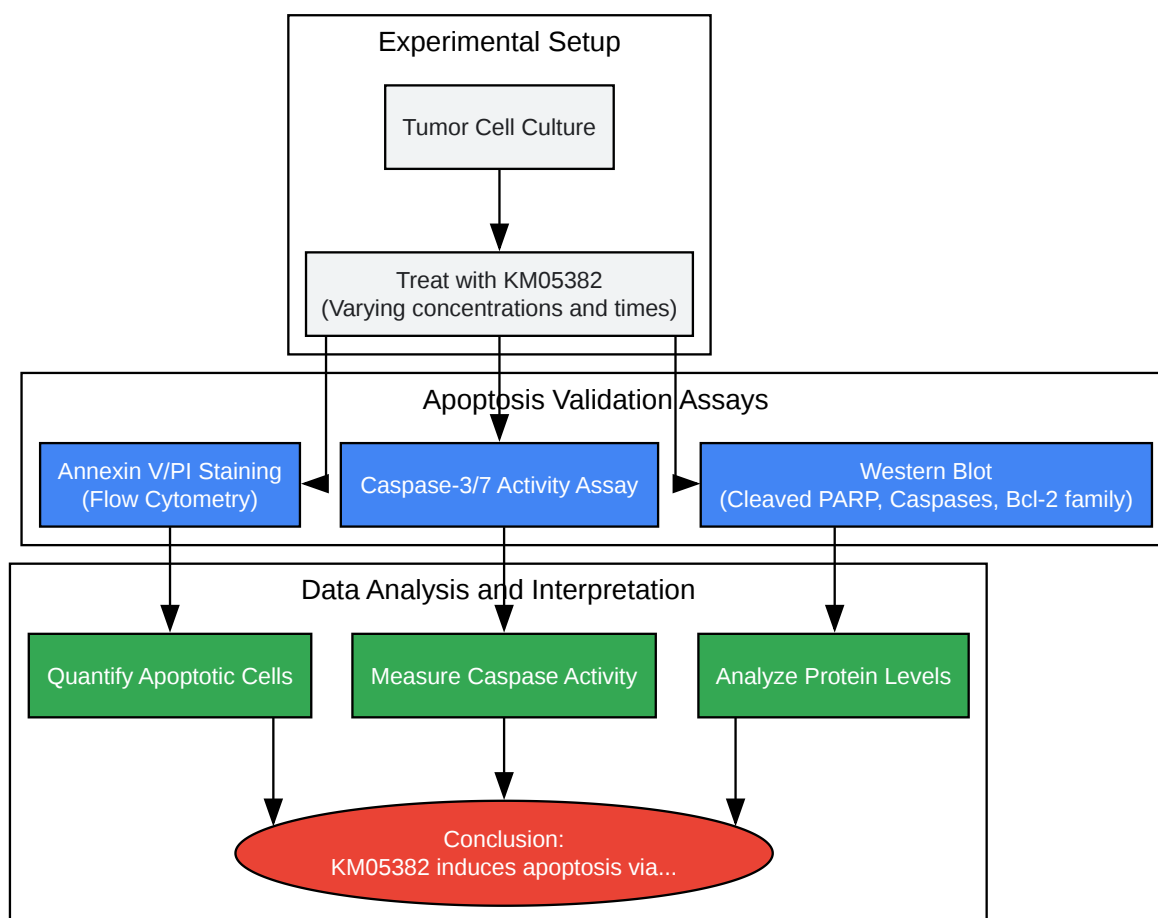 Experimental Setup
Tumor Cell Culture
Treat with KM05382
(Varying concentrations and times)
Apoptosis Validation Assays
Annexin V/PI Staining
(Flow Cytometry)
Caspase-3/7 Activity Assay
Western Blot
(Cleaved PARP, Caspases, Bcl-2 family)
Data Analysis and Interpretation
Quantify Apoptotic Cells
Measure Caspase Activity
Analyze Protein Levels
Conclusion:
KM05382 induces apoptosis via...